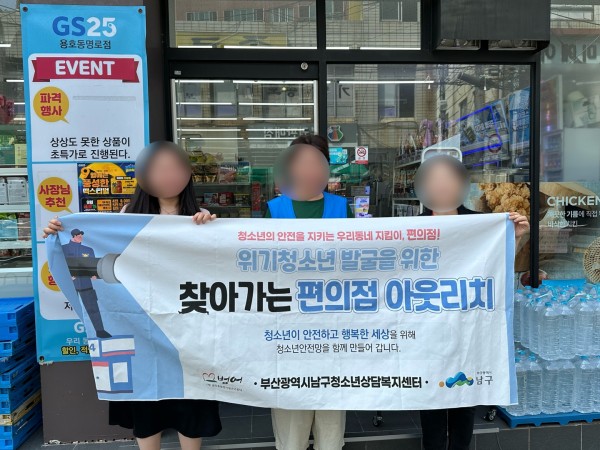 GS25
용호동명로점
EVENT
파격
행사
상상도 못한 상품이
초특가로 진행된다.
사장님
추천
청소년의 안전을 지키는 우리동네 지킴이, 편의점!
위기청소년 발굴을 위한
찾아가는 편의점 아웃리치
청소년이 안전하고 행복한 세상을 위해
청소년안전망을 함께 만들어 갑니다.
· 부산광역시남구청소년상담복지센터 ·
남구
CHICKEN